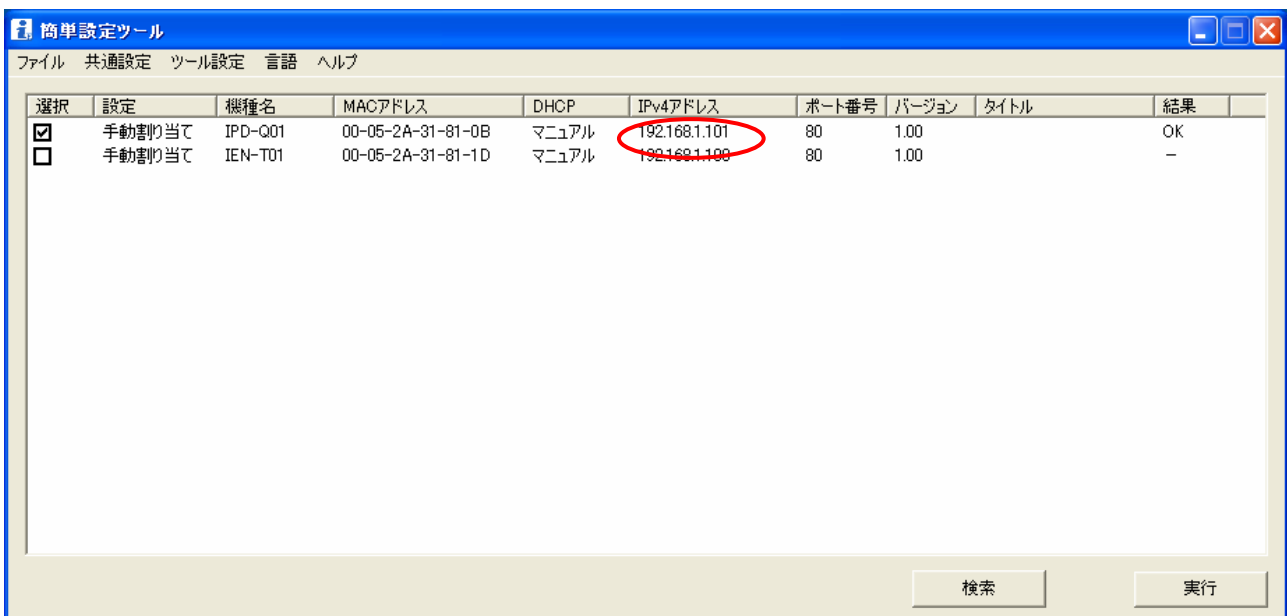 簡単設定ツール
ファイル 共通設定 ツール設定 言語 ヘルプ
選択 設定 機種名 MACアドレス DHCP IPv4アドレス ポート番号 バージョン タイトル 結果
手動割り当て IPD-Q01 00-05-2A-31-81-0B マニュアル 192.168.1.101 80 1.00 OK
手動割り当て IEN-T01 00-05-2A-31-81-1D マニュアル 192.168.1.100 80 1.00 －
検索 実行